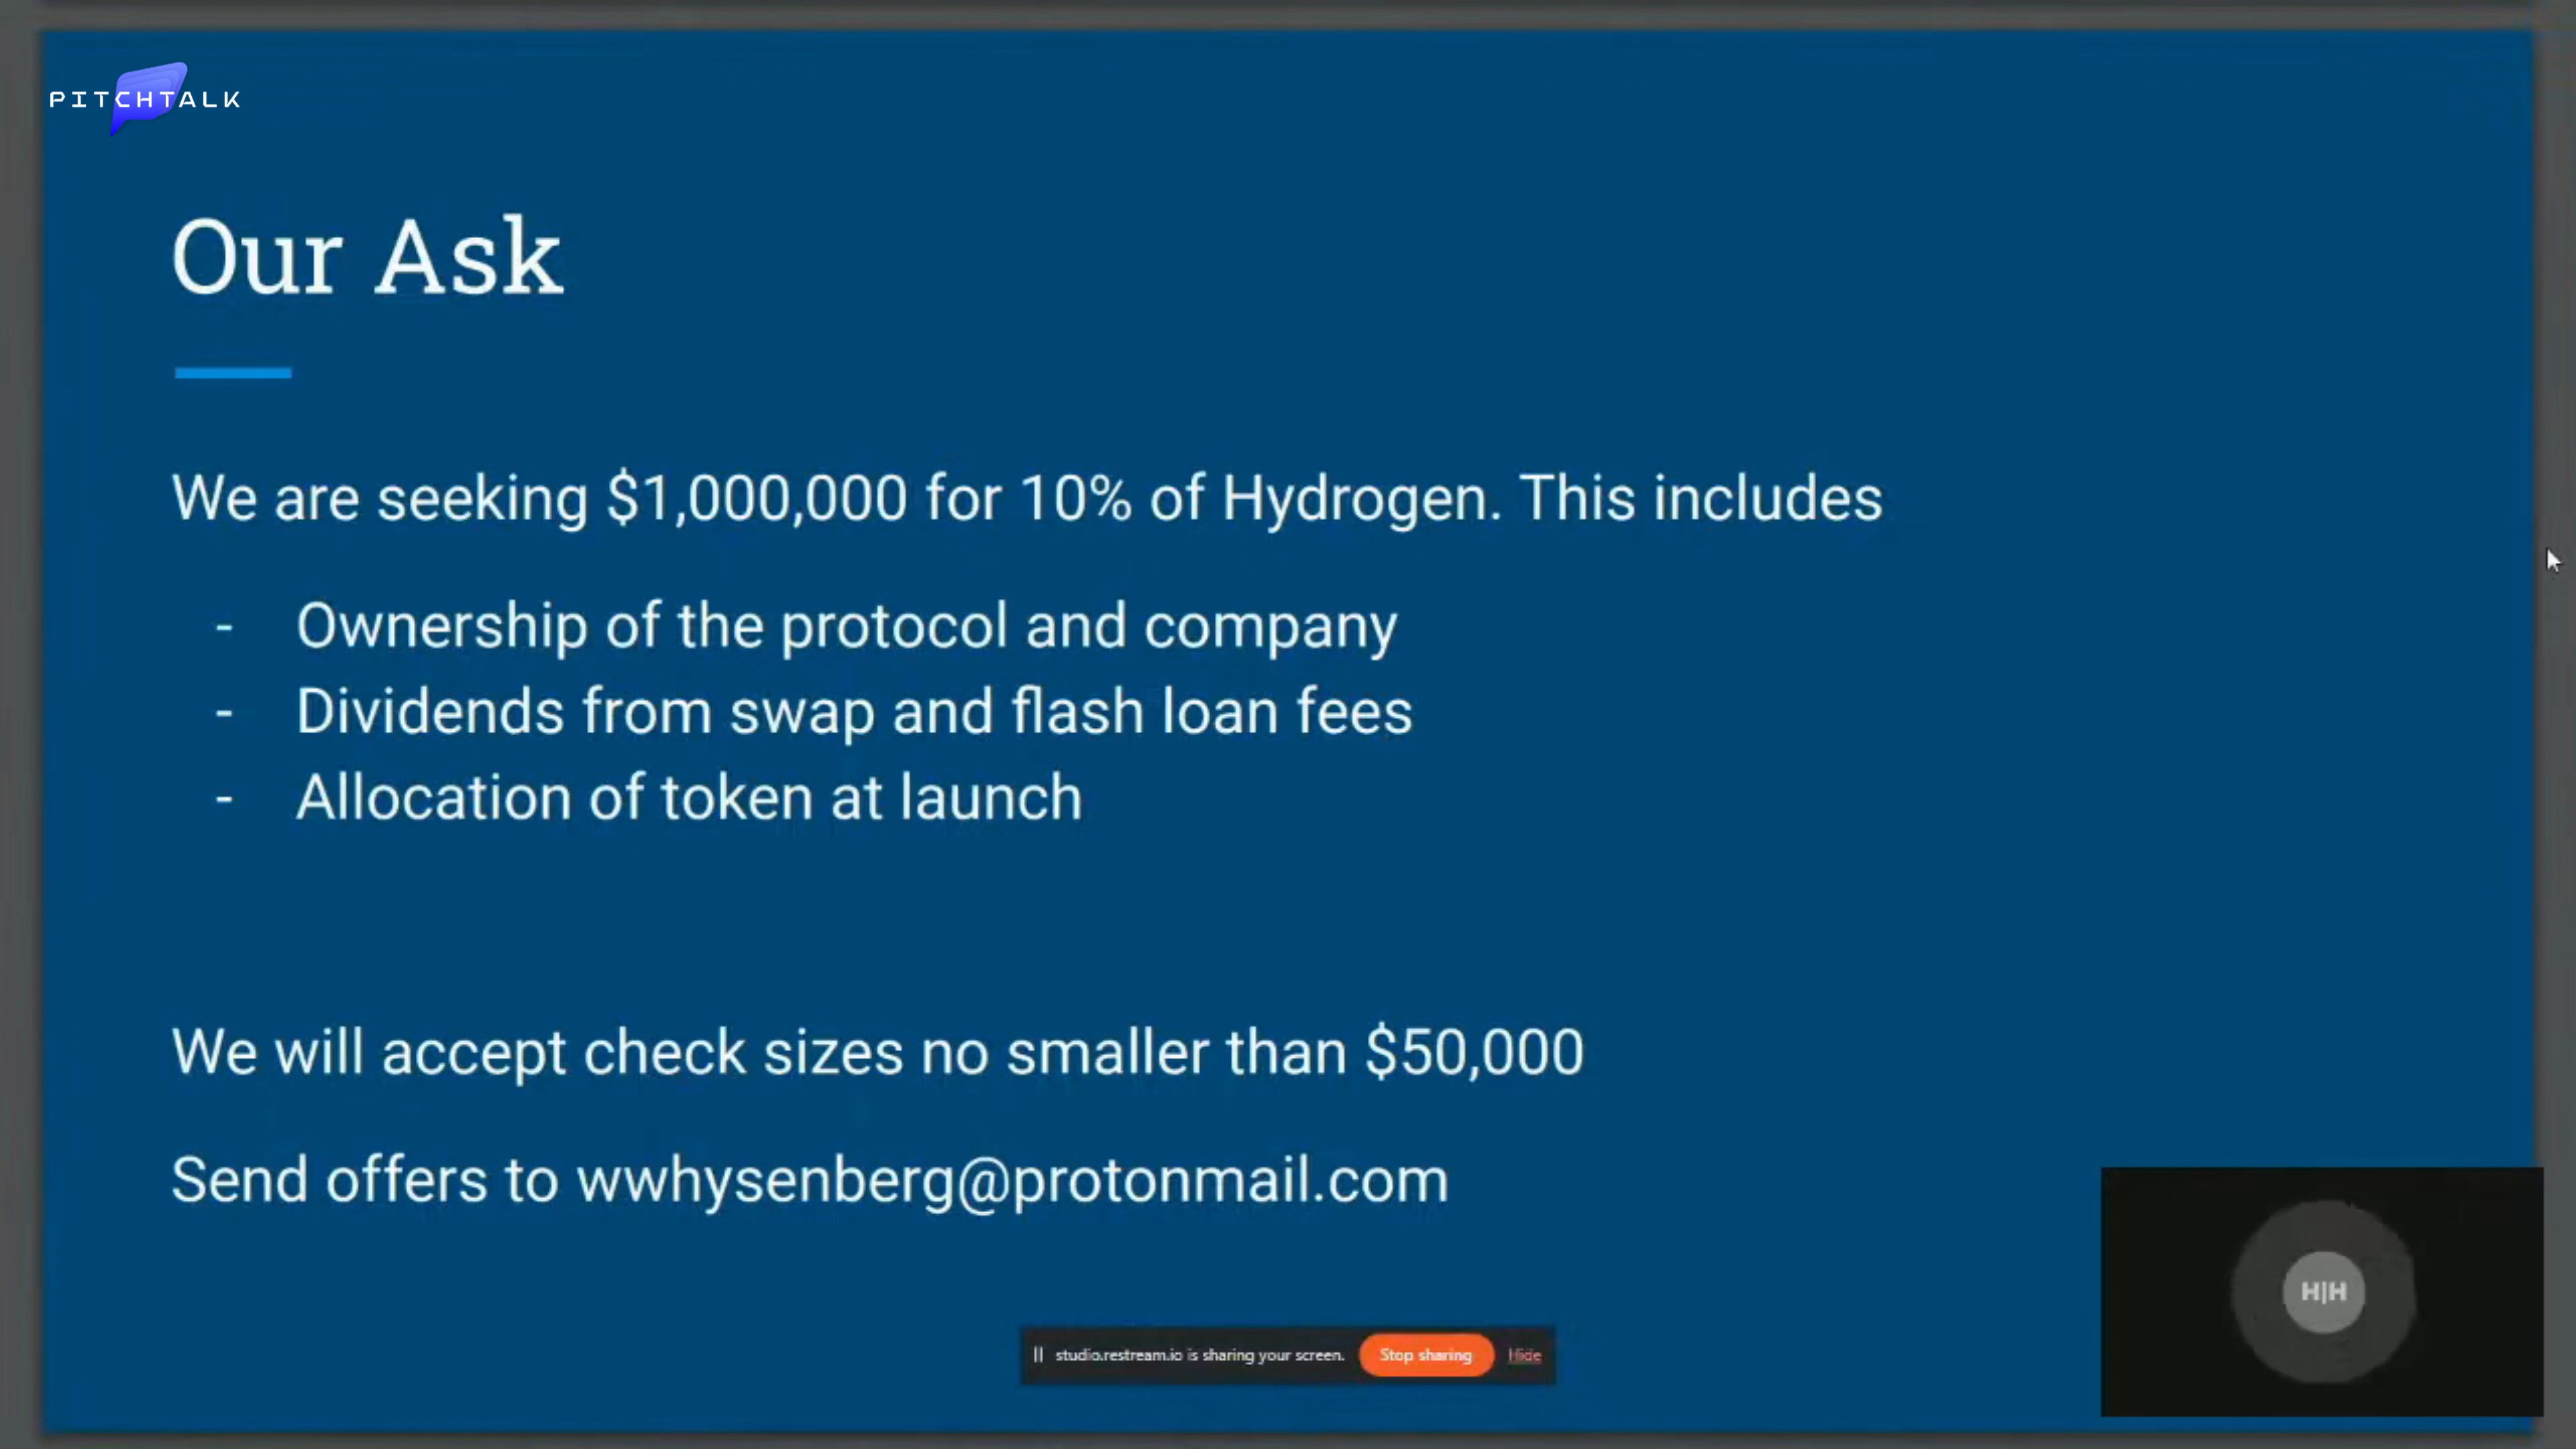 PITCHTALK
Our Ask
We are seeking $1,000,000 for 10% of Hydrogen. This includes
- Ownership of the protocol and company
- Dividends from swap and flash loan fees
- Allocation of token at launch
We will accept check sizes no smaller than $50,000
Send offers to wwhysenberg@protonmail.com
H|H
|| studio.restream.io is sharing your screen. Stop sharing Hide